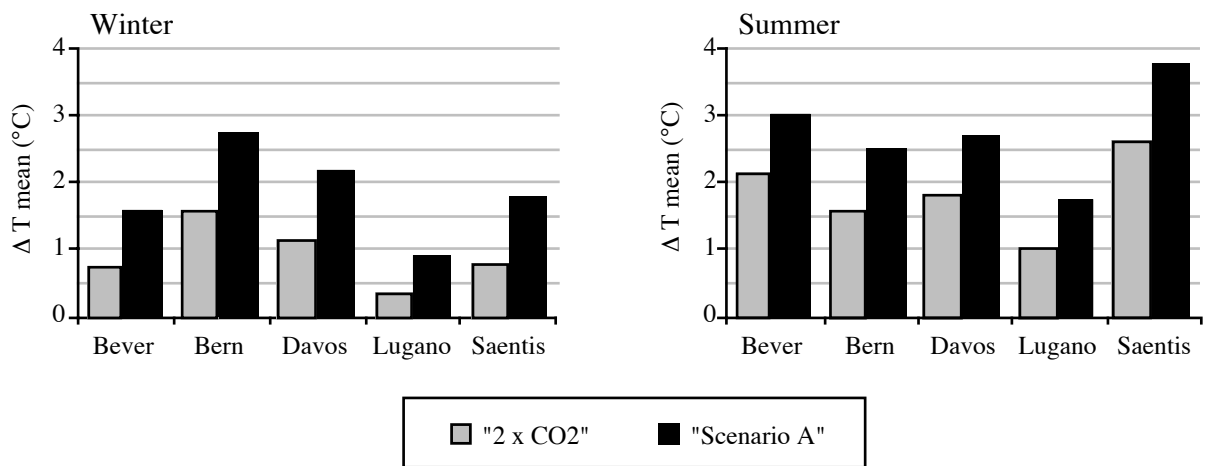 Winter
4
3
2
1
0
Δ T mean (°C)
Bever Bern Davos Lugano Saentis
Summer
4
3
2
1
0
Δ T mean (°C)
Bever Bern Davos Lugano Saentis
"2 x CO2" "Scenario A"